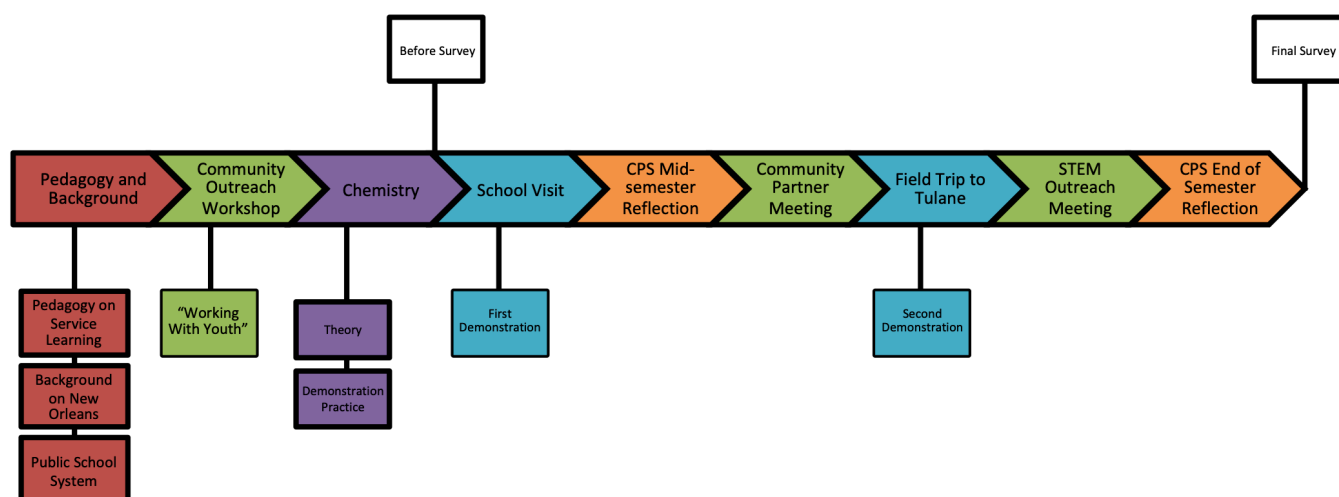 Before Survey
Final Survey
Pedagogy and
Background
Community
Outreach
Workshop
Chemistry
School Visit
CPS Mid-
semester
Reflection
Community
Partner
Meeting
Field Trip to
Tulane
STEM
Outreach
Meeting
CPS End of
Semester
Reflection
Pedagogy on
Service
Learning
Background
on New
Orleans
Public School
System
“Working
With Youth”
Theory
Demonstration
Practice
First
Demonstration
Second
Demonstration